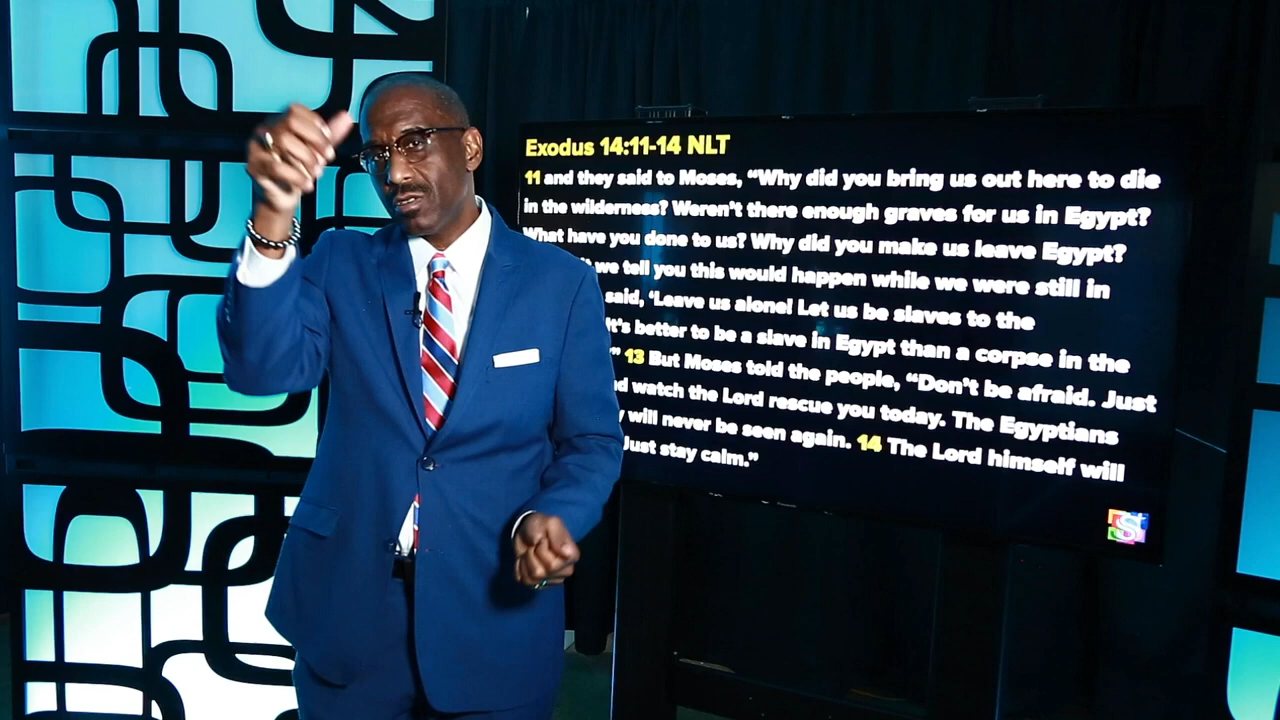 Exodus 14:11-14 NLT
11 and they said to Moses, “Why did you bring us out here to die
in the wilderness? Weren’t there enough graves for us in Egypt?
What have you done to us? Why did you make us leave Egypt?
we tell you this would happen while we were still in
said, ‘Leave us alone! Let us be slaves to the
It’s better to be a slave in Egypt than a corpse in the
” 13 But Moses told the people, “Don’t be afraid. Just
watch the Lord rescue you today. The Egyptians
will never be seen again. 14 The Lord himself will
Just stay calm.”
S